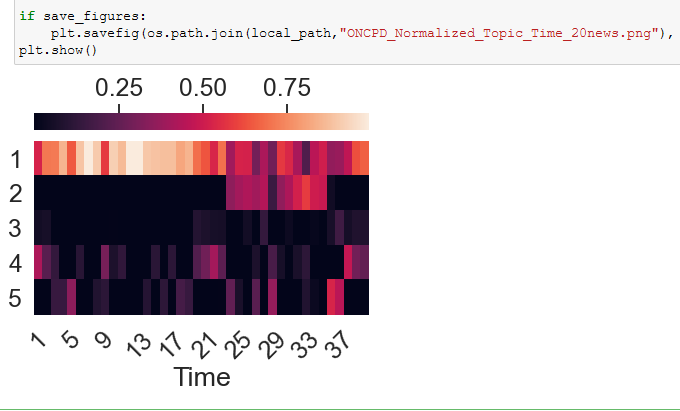 if save_figures:
plt.savefig(os.path.join(local_path,"ONCPD_Normalized_Topic_Time_20news.png"),
plt.show()
0.25 0.50 0.75
1
2
3
4
5
1 5 9 13 17 21 25 29 33 37
Time